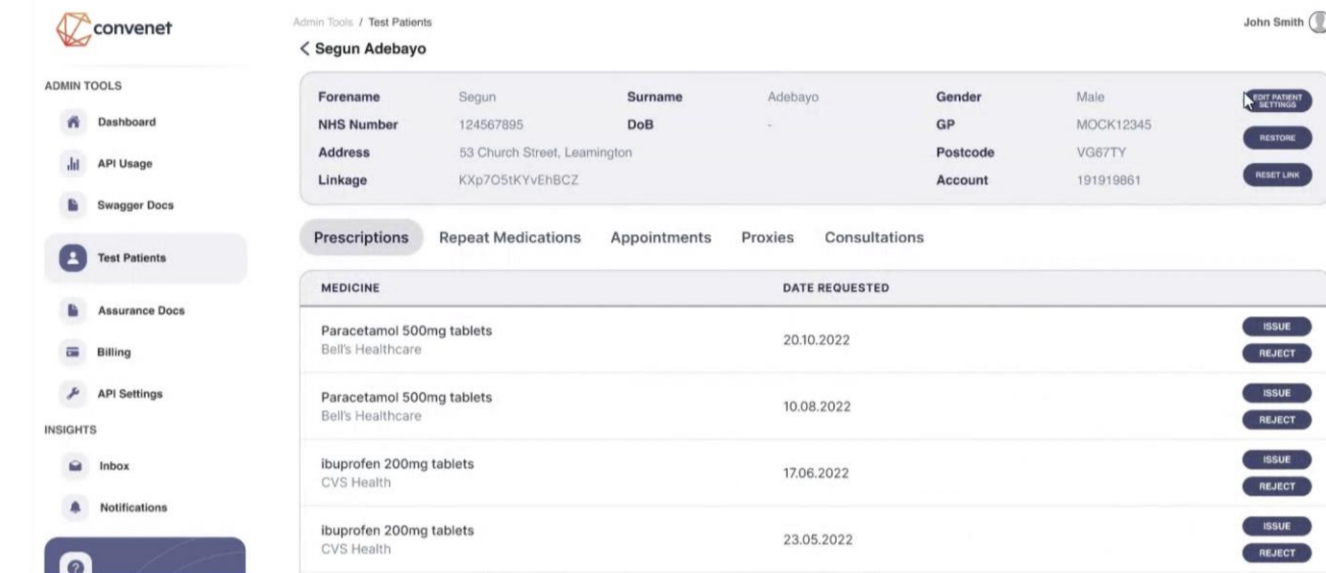 convenet
Admin Tools / Test Patients
John Smith
< Segun Adebayo
ADMIN TOOLS
Dashboard
API Usage
Swagger Docs
Test Patients
Assurance Docs
Billing
API Settings
INSIGHTS
Inbox
Notifications
?
Forename Segun Surname Adebayo Gender Male
NHS Number 124567895 DoB - GP MOCK12345
Address 53 Church Street, Leamington Postcode VG67TY
Linkage KXp7O5tKYvEhBCZ Account 191919861
EDIT PATIENT
SETTINGS
RESTORE
RESET LINK
Prescriptions Repeat Medications Appointments Proxies Consultations
MEDICINE DATE REQUESTED
Paracetamol 500mg tablets
Bell's Healthcare
20.10.2022
ISSUE
REJECT
Paracetamol 500mg tablets
Bell's Healthcare
10.08.2022
ISSUE
REJECT
ibuprofen 200mg tablets
CVS Health
17.06.2022
ISSUE
REJECT
ibuprofen 200mg tablets
CVS Health
23.05.2022
ISSUE
REJECT